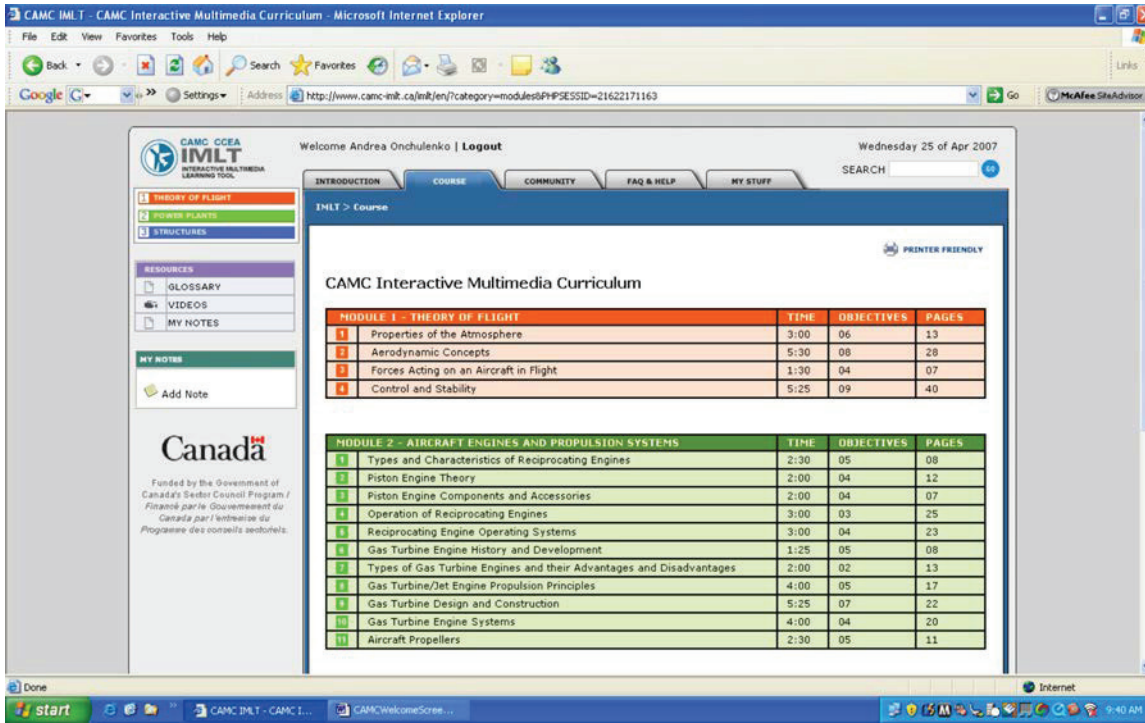 CAMC IMLT - CAMC Interactive Multimedia Curriculum - Microsoft Internet Explorer
File Edit View Favorites Tools Help
Back Search Favorites
Links
Google G Settings Address http://www.camc-imlt.ca/imlt/en/?category=modules&PHPSESSID=21622171163 Go McAfee SiteAdvisor
CAMC CCEA
IMLT
INTERACTIVE MULTIMEDIA
LEARNING TOOL
Welcome Andrea Onchulenko | Logout
Wednesday 25 of Apr 2007
SEARCH GO
INTRODUCTION COURSE COMMUNITY FAQ & HELP MY STUFF
1 THEORY OF FLIGHT
2 POWER PLANTS
3 STRUCTURES
IMLT > Course
RESOURCES
GLOSSARY
VIDEOS
MY NOTES
MY NOTES
Add Note
Canada
Funded by the Government of
Canada's Sector Council Program /
Financé par le Gouvernement du
Canada par l'entremise du
Programme des conseils sectoriels.
PRINTER FRIENDLY
CAMC Interactive Multimedia Curriculum
MODULE 1 - THEORY OF FLIGHT TIME OBJECTIVES PAGES
1 Properties of the Atmosphere 3:00 06 13
2 Aerodynamic Concepts 5:30 08 28
3 Forces Acting on an Aircraft in Flight 1:30 04 07
4 Control and Stability 5:25 09 40
MODULE 2 - AIRCRAFT ENGINES AND PROPULSION SYSTEMS TIME OBJECTIVES PAGES
1 Types and Characteristics of Reciprocating Engines 2:30 05 08
2 Piston Engine Theory 2:00 04 12
3 Piston Engine Components and Accessories 2:00 04 07
4 Operation of Reciprocating Engines 3:00 03 25
5 Reciprocating Engine Operating Systems 3:00 04 23
6 Gas Turbine Engine History and Development 1:25 05 08
7 Types of Gas Turbine Engines and their Advantages and Disadvantages 2:00 02 13
8 Gas Turbine/Jet Engine Propulsion Principles 4:00 05 17
9 Gas Turbine Design and Construction 5:25 07 22
10 Gas Turbine Engine Systems 4:00 04 20
11 Aircraft Propellers 2:30 05 11
Done Internet
start CAMC IMLT - CAMC I... CAMCWelcomeScree... 9:40 AM